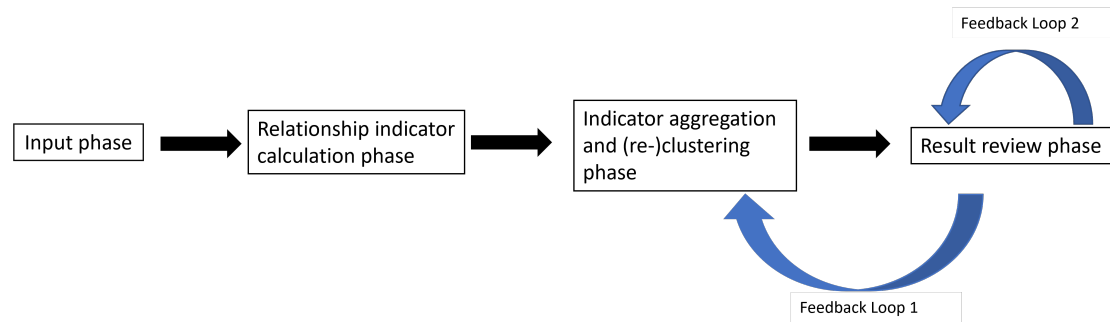 Feedback Loop 2
Input phase
Relationship indicator
calculation phase
Indicator aggregation
and (re-)clustering
phase
Result review phase
Feedback Loop 1